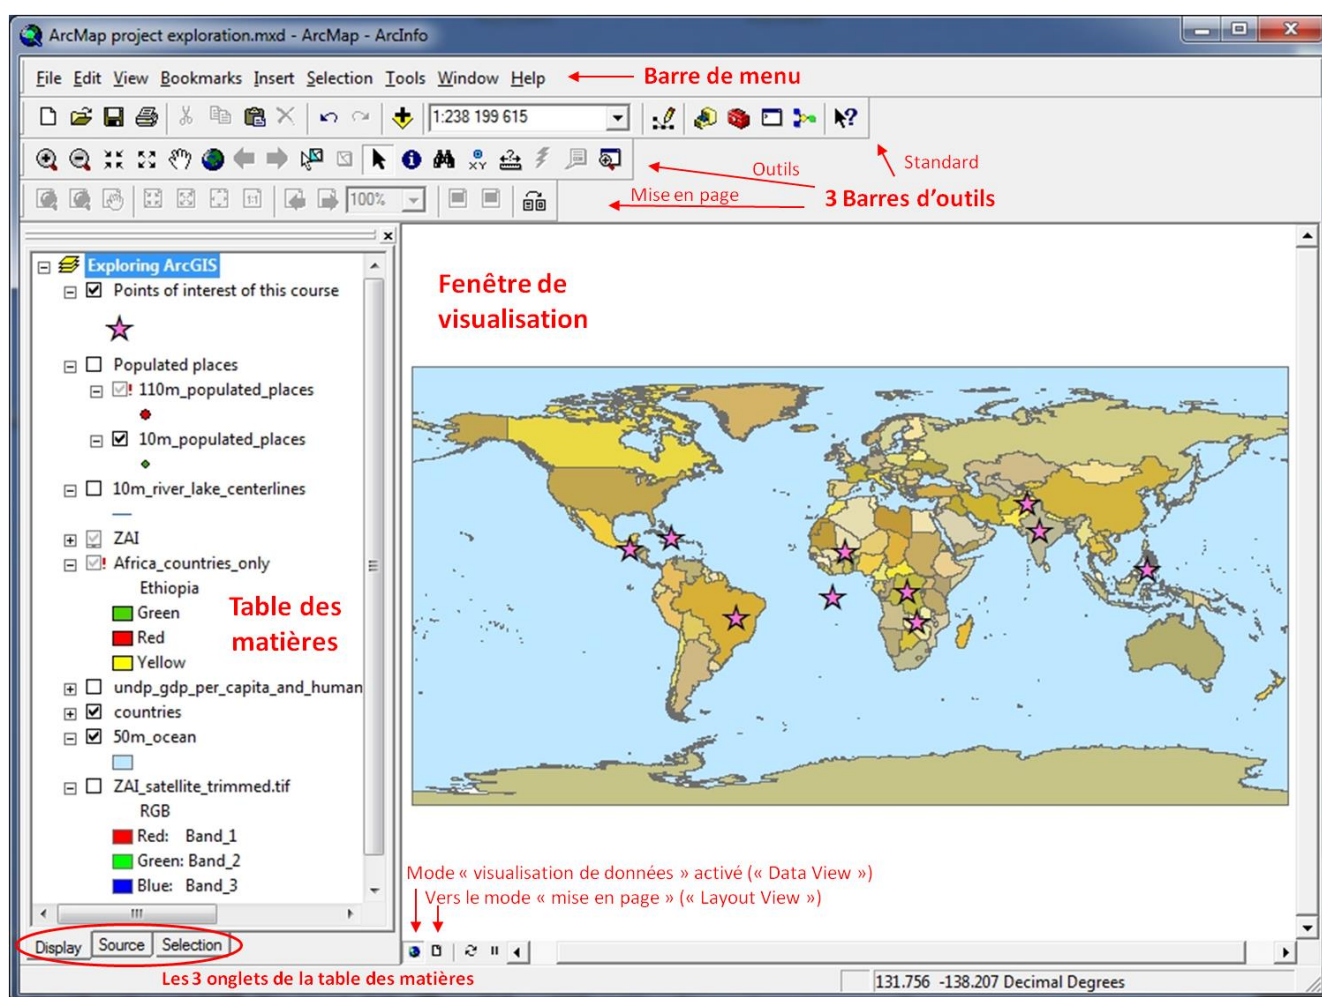 ArcMap project exploration.mxd - ArcMap - ArcInfo
File Edit View Bookmarks Insert Selection Tools Window Help
Barre de menu
1:238 199 615
Standard
Outils
XY
3 Barres d'outils
Mise en page
1:1
100%
Exploring ArcGIS
Points of interest of this course
Populated places
110m_populated_places
10m_populated_places
10m_river_lake_centerlines
ZAI
Africa_countries_only
Ethiopia
Green
Red
Yellow
Table des
matières
undp_gdp_per_capita_and_human
countries
50m_ocean
ZAI_satellite_trimmed.tif
RGB
Red: Band_1
Green: Band_2
Blue: Band_3
Fenêtre de
visualisation
Mode « visualisation de données » activé (« Data View »)
Vers le mode « mise en page » (« Layout View »)
Display Source Selection
Les 3 onglets de la table des matières
131.756 -138.207 Decimal Degrees